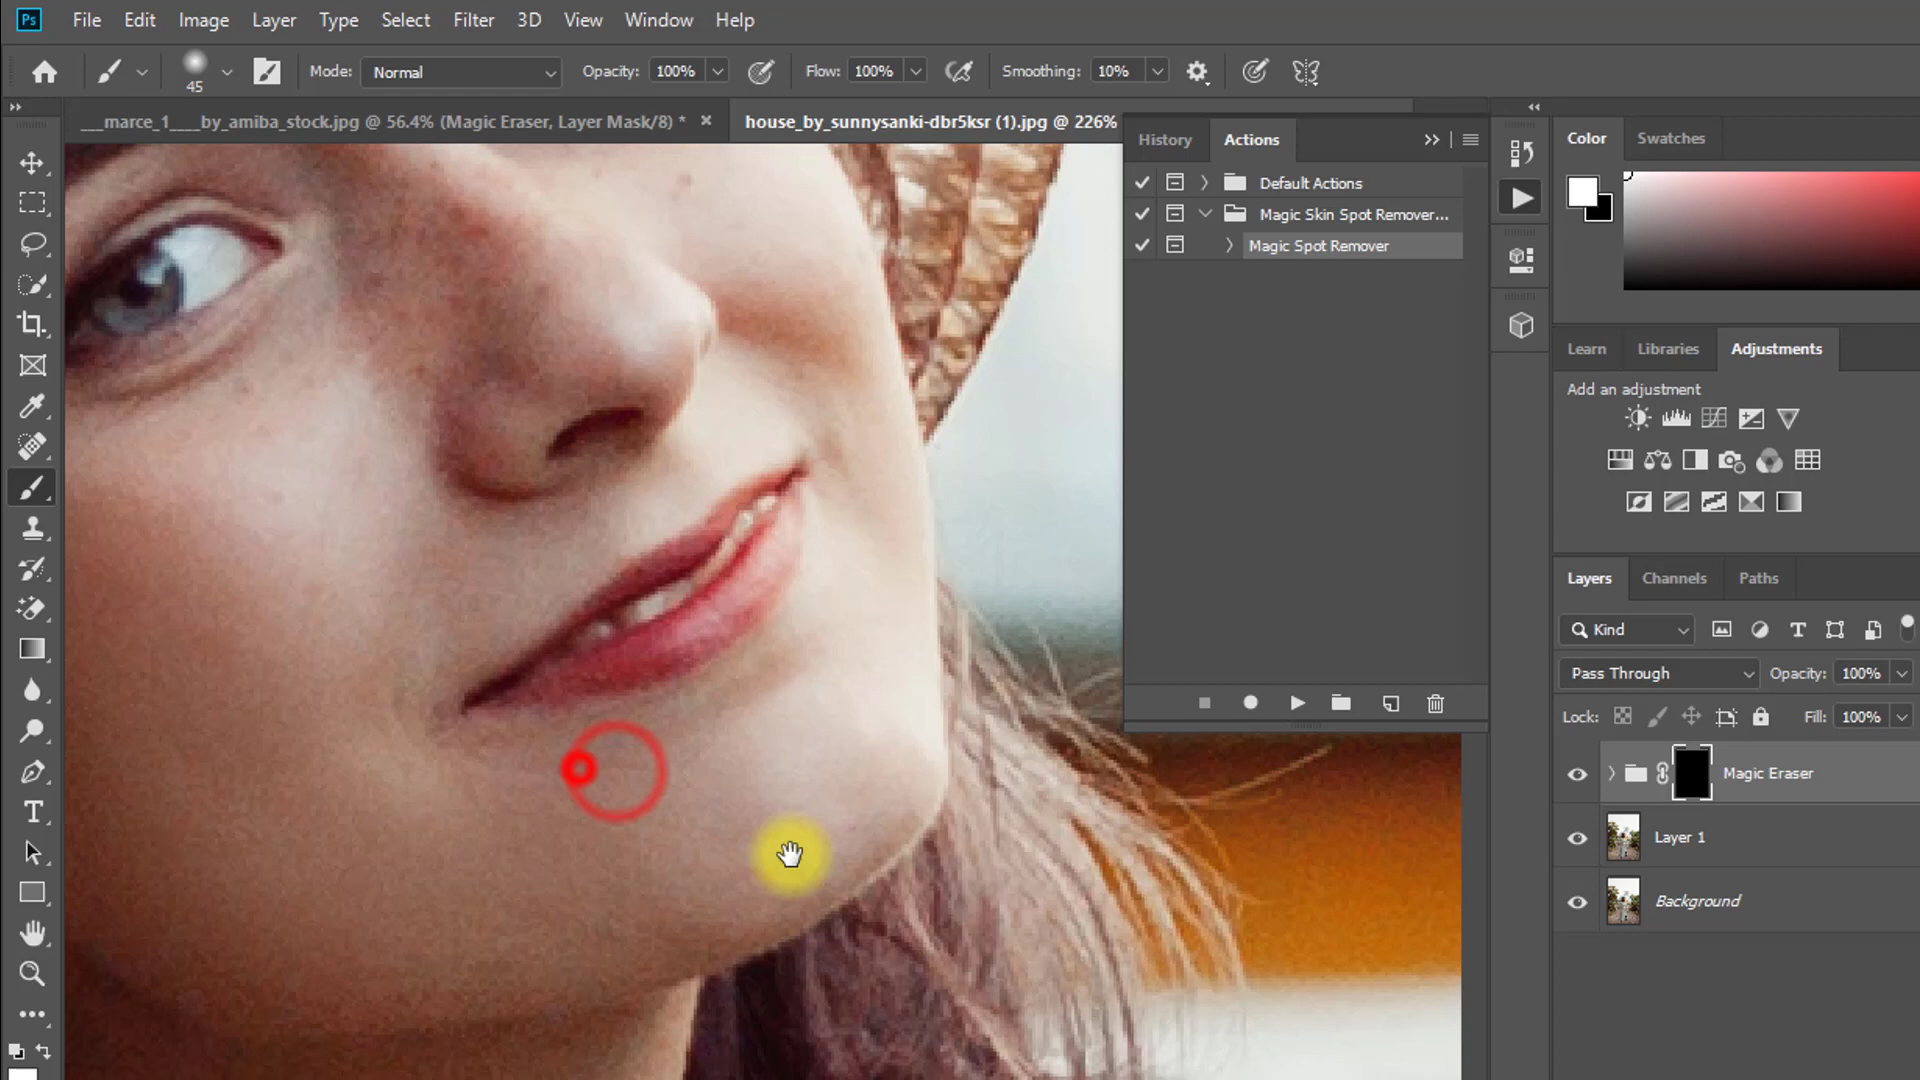 Ps File Edit Image Layer Type Select Filter 3D View Window Help
45 Mode: Normal Opacity: 100% Flow: 100% Smoothing: 10%
___marce_1____by_amiba_stock.jpg @ 56.4% (Magic Eraser, Layer Mask/8) * house_by_sunnysanki-dbr5ksr (1).jpg @ 226%
History Actions
Default Actions
Magic Skin Spot Remover...
Magic Spot Remover
Color Swatches
Learn Libraries Adjustments
Add an adjustment
Layers Channels Paths
Kind
Pass Through Opacity: 100%
Lock: Fill: 100%
Magic Eraser
Layer 1
Background